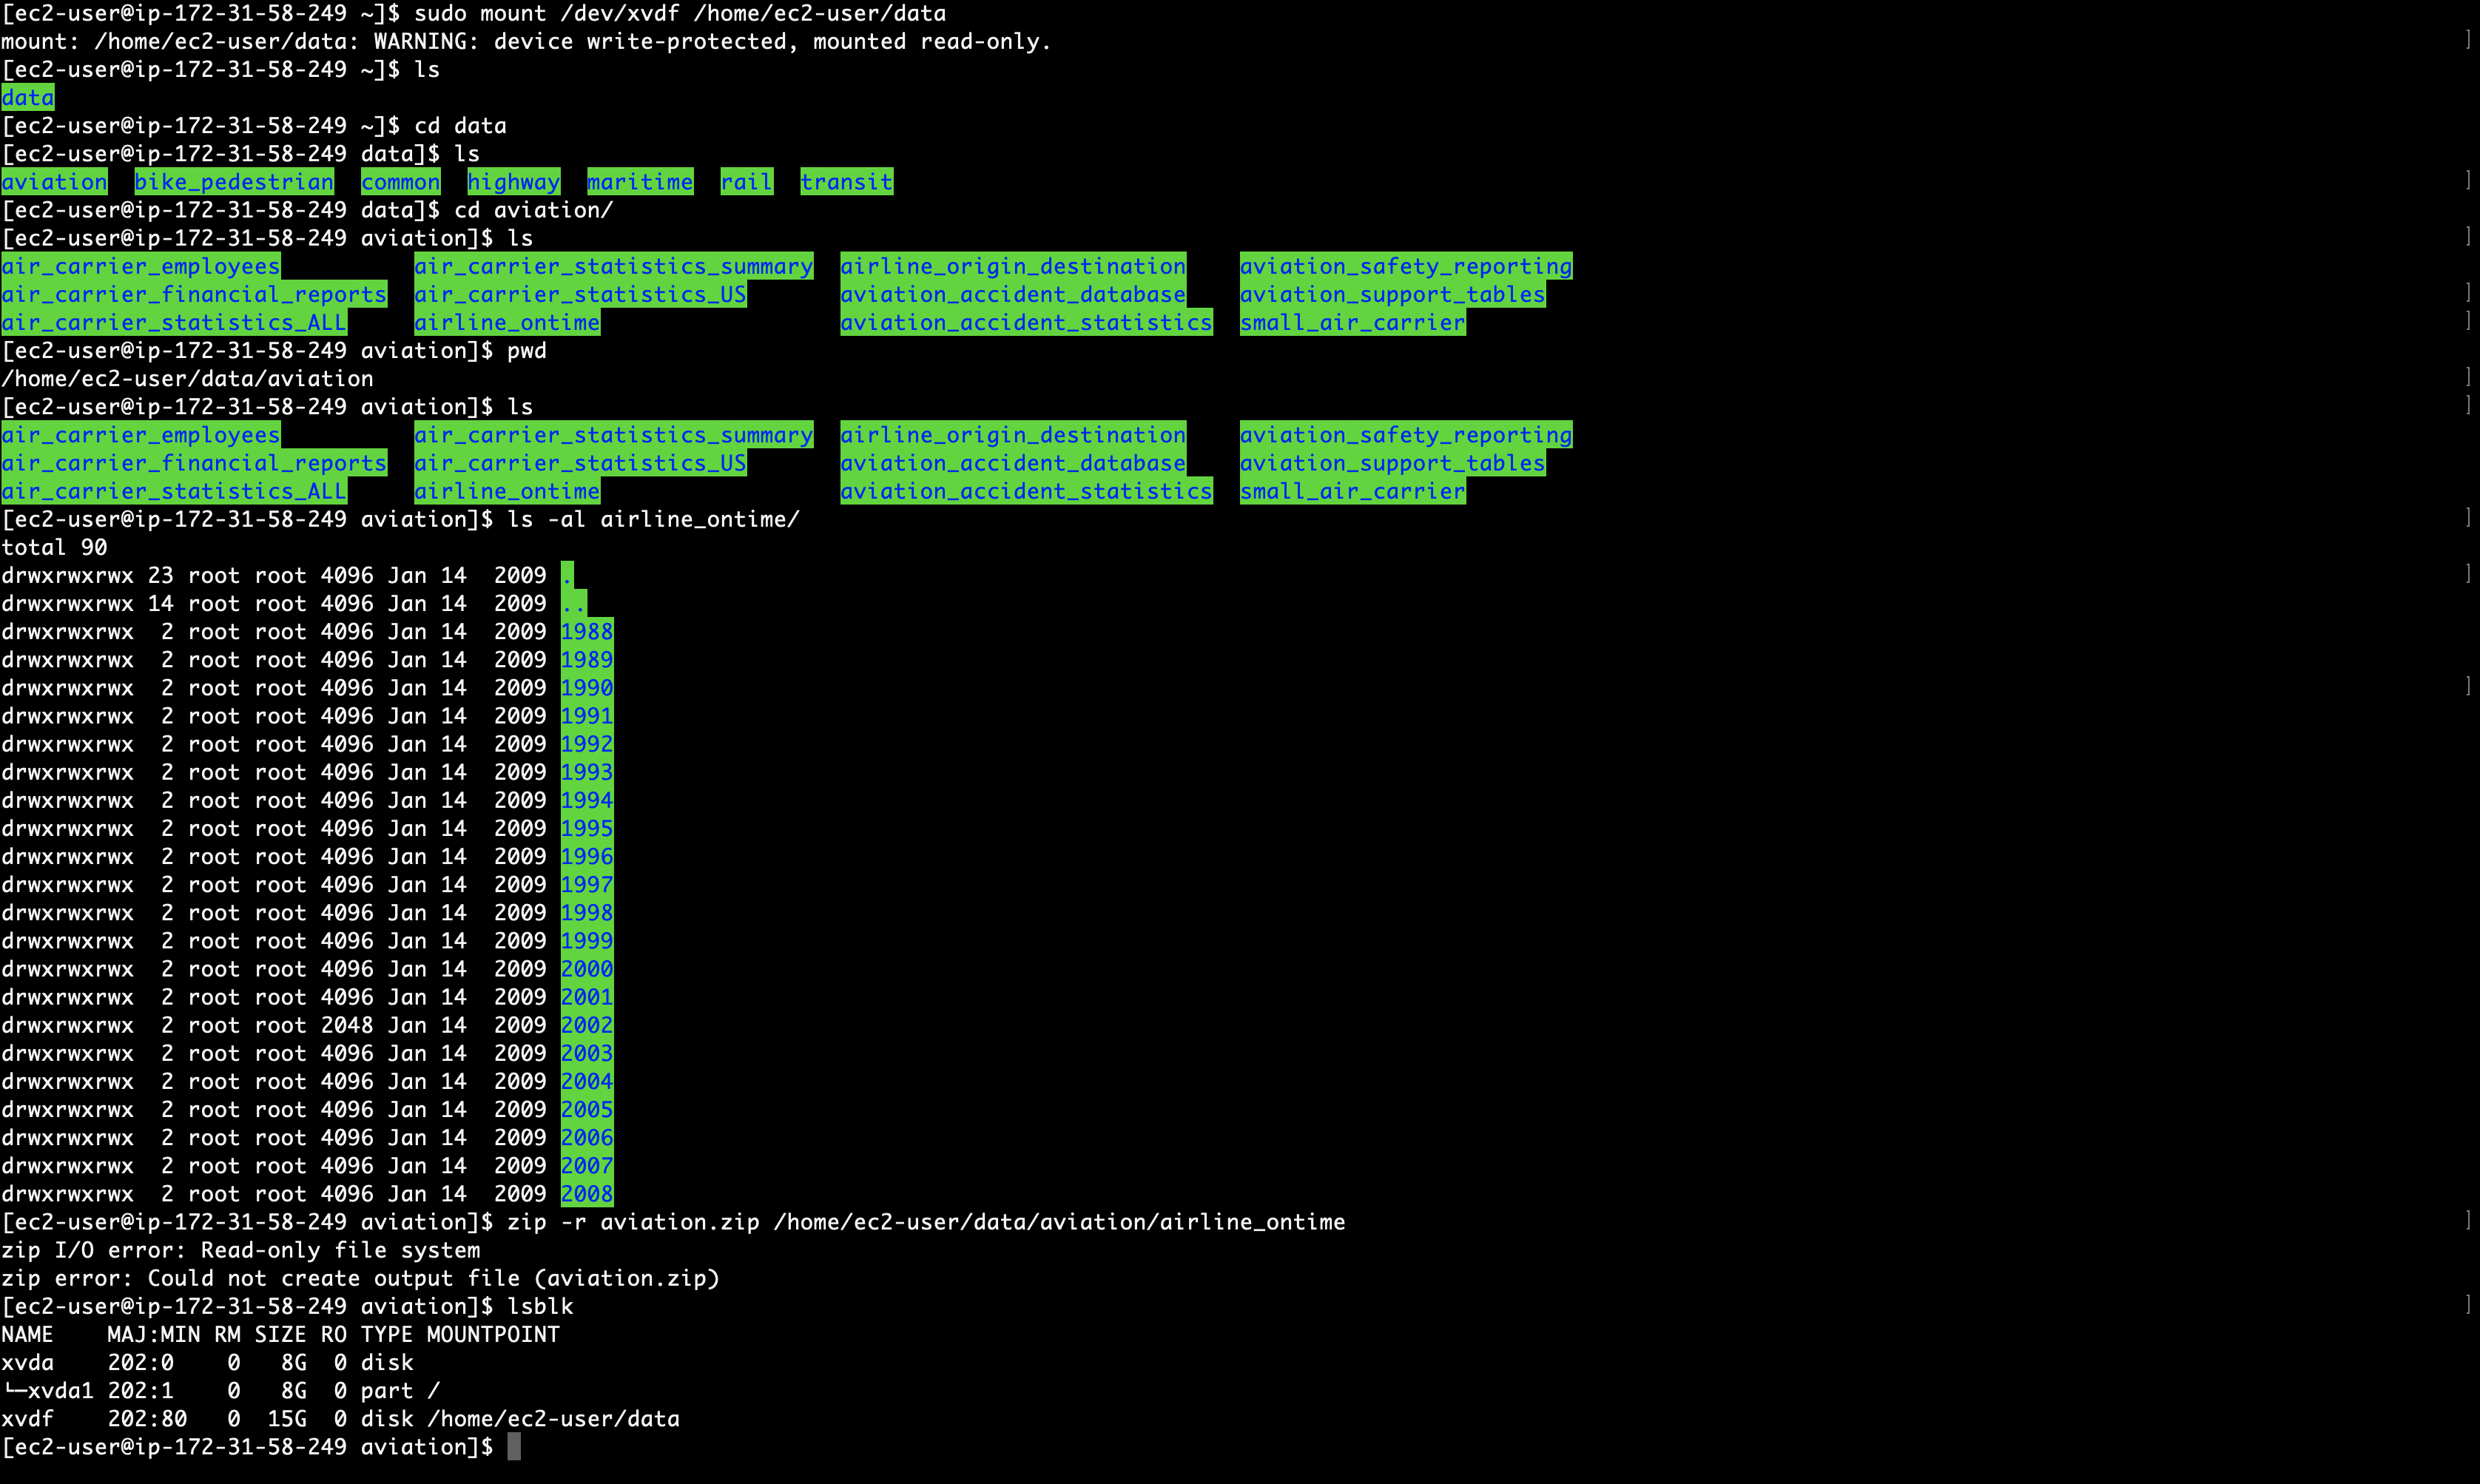 [ec2-user@ip-172-31-58-249 ~]$ sudo mount /dev/xvdf /home/ec2-user/data
mount: /home/ec2-user/data: WARNING: device write-protected, mounted read-only.                                                                                                           ]
[ec2-user@ip-172-31-58-249 ~]$ ls
data
[ec2-user@ip-172-31-58-249 ~]$ cd data
[ec2-user@ip-172-31-58-249 data]$ ls
aviation  bike_pedestrian  common  highway  maritime  rail  transit ]
[ec2-user@ip-172-31-58-249 data]$ cd aviation/
[ec2-user@ip-172-31-58-249 aviation]$ ls ]
air_carrier_employees          air_carrier_statistics_summary  airline_origin_destination    aviation_safety_reporting
air_carrier_financial_reports  air_carrier_statistics_US       aviation_accident_database    aviation_support_tables ]
air_carrier_statistics_ALL     airline_ontime                  aviation_accident_statistics  small_air_carrier ]
[ec2-user@ip-172-31-58-249 aviation]$ pwd
/home/ec2-user/data/aviation ]
[ec2-user@ip-172-31-58-249 aviation]$ ls ]
air_carrier_employees          air_carrier_statistics_summary  airline_origin_destination    aviation_safety_reporting
air_carrier_financial_reports  air_carrier_statistics_US       aviation_accident_database    aviation_support_tables
air_carrier_statistics_ALL     airline_ontime                  aviation_accident_statistics  small_air_carrier
[ec2-user@ip-172-31-58-249 aviation]$ ls -al airline_ontime/ ]
total 90
drwxrwxrwx 23 root root 4096 Jan 14  2009 . ]
drwxrwxrwx 14 root root 4096 Jan 14  2009 ..
drwxrwxrwx  2 root root 4096 Jan 14  2009 1988
drwxrwxrwx  2 root root 4096 Jan 14  2009 1989
drwxrwxrwx  2 root root 4096 Jan 14  2009 1990 ]
drwxrwxrwx  2 root root 4096 Jan 14  2009 1991
drwxrwxrwx  2 root root 4096 Jan 14  2009 1992
drwxrwxrwx  2 root root 4096 Jan 14  2009 1993
drwxrwxrwx  2 root root 4096 Jan 14  2009 1994
drwxrwxrwx  2 root root 4096 Jan 14  2009 1995
drwxrwxrwx  2 root root 4096 Jan 14  2009 1996
drwxrwxrwx  2 root root 4096 Jan 14  2009 1997
drwxrwxrwx  2 root root 4096 Jan 14  2009 1998
drwxrwxrwx  2 root root 4096 Jan 14  2009 1999
drwxrwxrwx  2 root root 4096 Jan 14  2009 2000
drwxrwxrwx  2 root root 4096 Jan 14  2009 2001
drwxrwxrwx  2 root root 2048 Jan 14  2009 2002
drwxrwxrwx  2 root root 4096 Jan 14  2009 2003
drwxrwxrwx  2 root root 4096 Jan 14  2009 2004
drwxrwxrwx  2 root root 4096 Jan 14  2009 2005
drwxrwxrwx  2 root root 4096 Jan 14  2009 2006
drwxrwxrwx  2 root root 4096 Jan 14  2009 2007
drwxrwxrwx  2 root root 4096 Jan 14  2009 2008
[ec2-user@ip-172-31-58-249 aviation]$ zip -r aviation.zip /home/ec2-user/data/aviation/airline_ontime ]
zip I/O error: Read-only file system
zip error: Could not create output file (aviation.zip)
[ec2-user@ip-172-31-58-249 aviation]$ lsblk ]
NAME    MAJ:MIN RM SIZE RO TYPE MOUNTPOINT
xvda    202:0    0   8G  0 disk
└─xvda1 202:1    0   8G  0 part /
xvdf    202:80   0  15G  0 disk /home/ec2-user/data
[ec2-user@ip-172-31-58-249 aviation]$